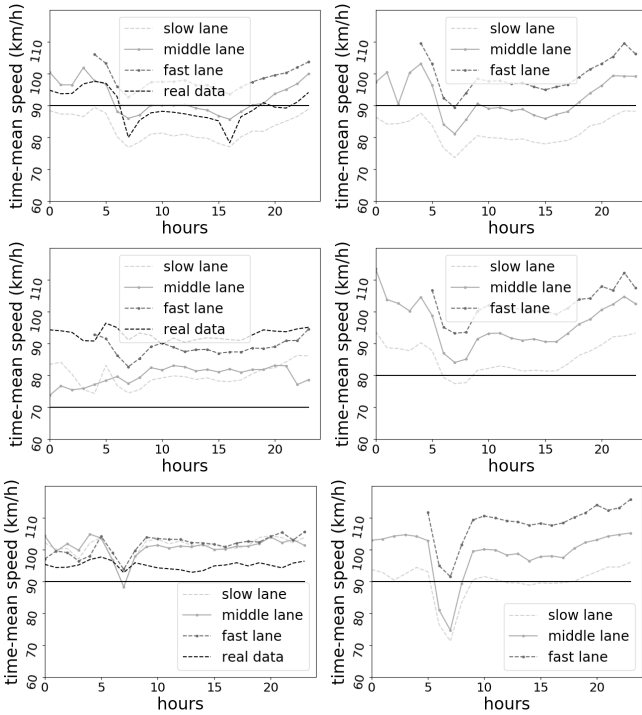 time-mean speed (km/h)
110
100
90
80
70
60
slow lane
middle lane
fast lane
real data
0 5 10 15 20
hours
time-mean speed (km/h)
110
100
90
80
70
60
slow lane
middle lane
fast lane
0 5 10 15 20
hours
time-mean speed (km/h)
110
100
90
80
70
60
slow lane
middle lane
fast lane
real data
0 5 10 15 20
hours
time-mean speed (km/h)
110
100
90
80
70
60
slow lane
middle lane
fast lane
0 5 10 15 20
hours
time-mean speed (km/h)
110
100
90
80
70
60
slow lane
middle lane
fast lane
real data
0 5 10 15 20
hours
time-mean speed (km/h)
110
100
90
80
70
60
slow lane
middle lane
fast lane
0 5 10 15 20
hours